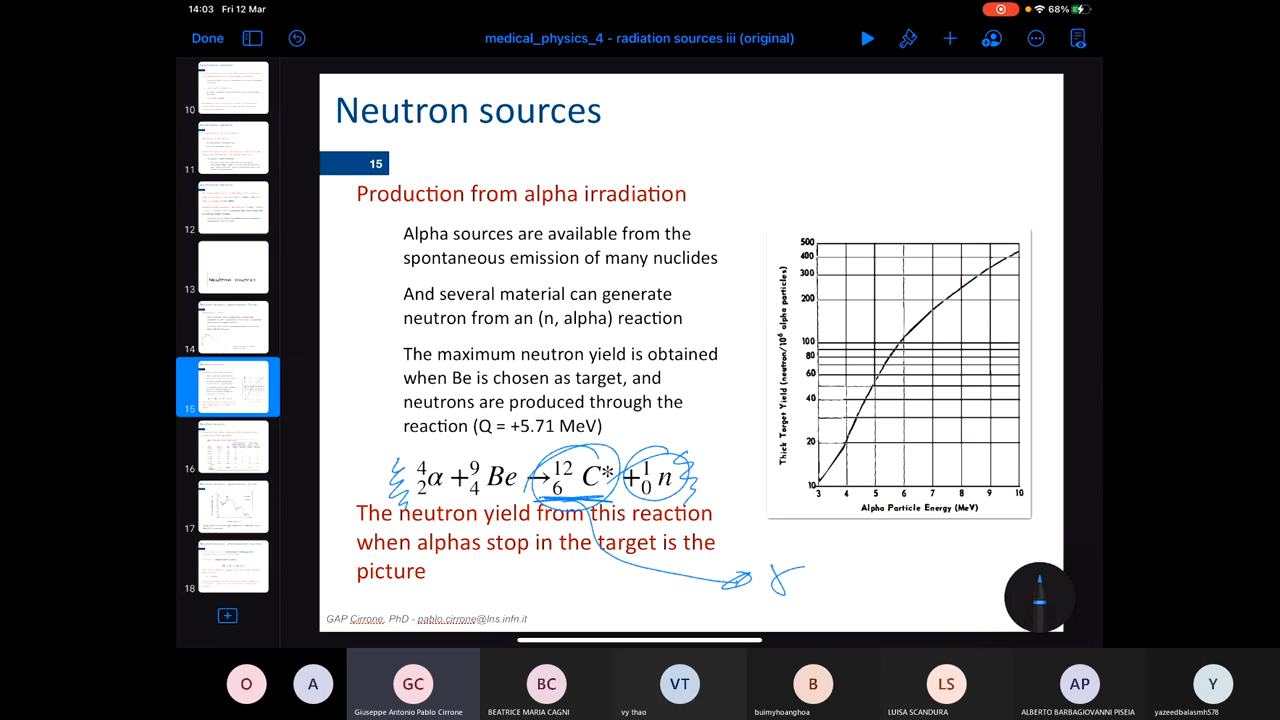 14:03 Fri 12 Mar
68%
Done
medical_physics_4 - radiation sources iii (original)
10
11
12
13
Neutron sources
14
15
16
17
18
Neutron sources
15
Production from alpha irradiation
Alpha sources are available from the
spontaneous emission of many nuclides
And several material can generate
neutron from an (n, alpha) reaction
The maximum neutron yield is obtained
when Be is chosen as target, and
neutrons are produced through the
reaction (Q = +5.71 MeV)
⁴₂α + ⁹₄Be → ¹²₆C* + ¹₀n
The neutron yield from this reaction
when alphas stop in the target is the
picture
γ
GAP Cirrone, PhD - pablo.cirrone@lns.infn.it
Thick Target Yield (neutron/10⁶ alpha particles)
500
400
300
200
100
80
60
40
20
10
3 4 5 6 7 8 9 10
Alpha Particle Energy (MeV)
O A GC BC VT B LS AP Y
Giuseppe Antonio Pablo Cirrone BEATRICE MARIA CAGNI vy thao buimyhoanghoa LUISA SCANDURA ALBERTO BARBAGIOVANNI PISEIA yazeedbalasmh578